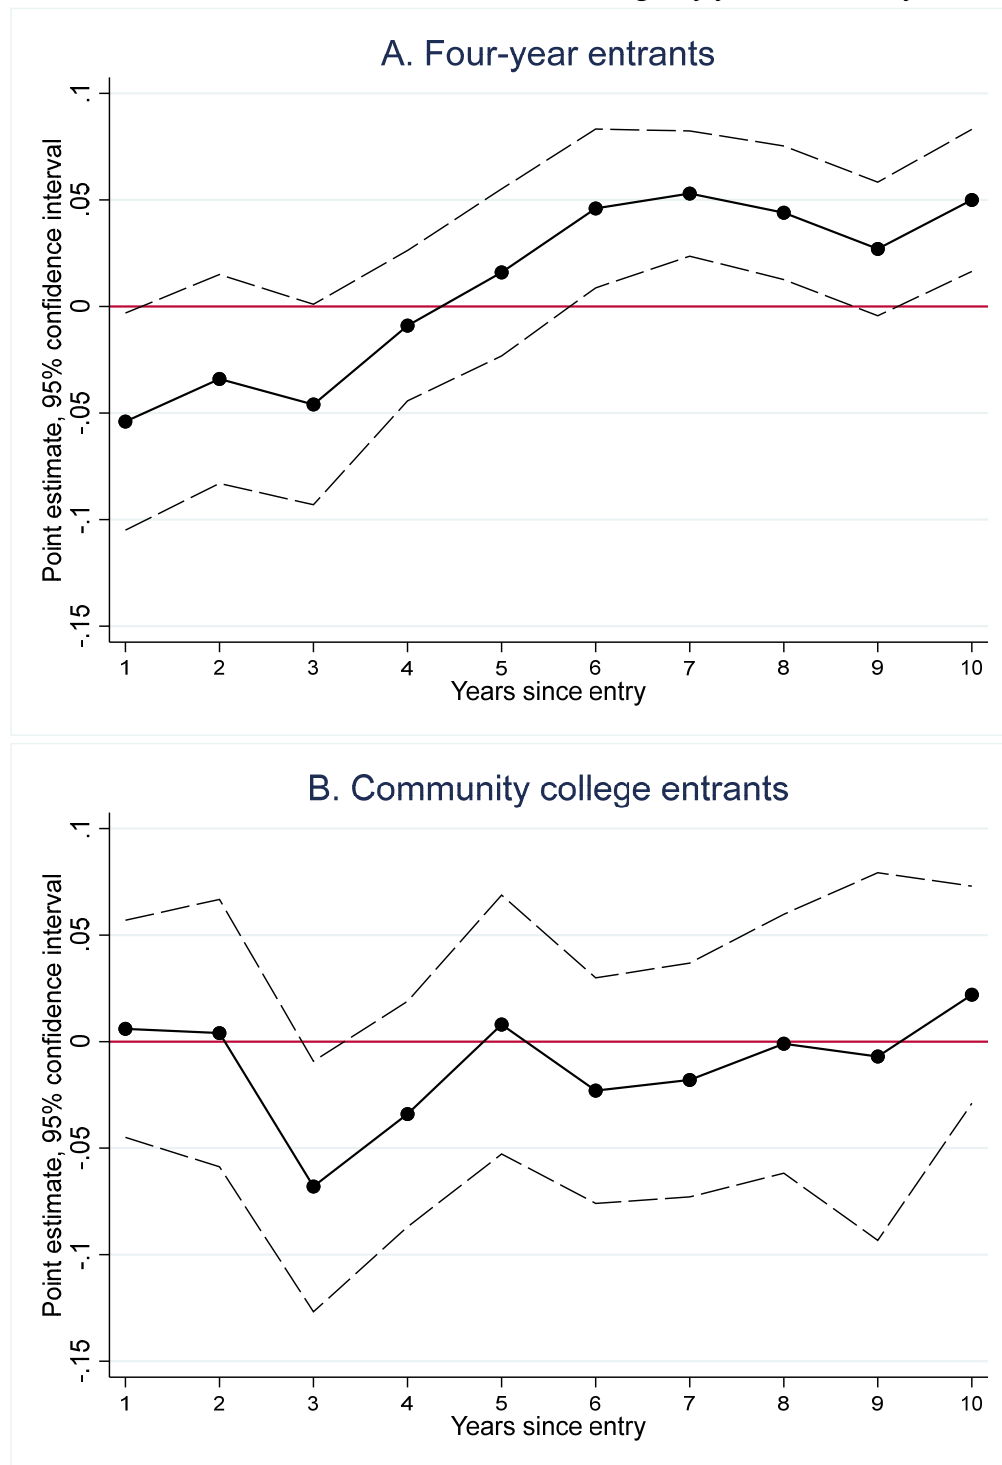 A. Four-year entrants
Point estimate, 95% confidence interval
.1
.05
0
-.05
-.1
-.15
1 2 3 4 5 6 7 8 9 10
Years since entry
B. Community college entrants
Point estimate, 95% confidence interval
.1
.05
0
-.05
-.1
-.15
1 2 3 4 5 6 7 8 9 10
Years since entry